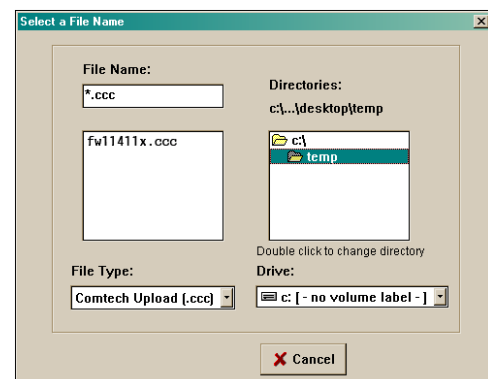 Select a File Name
File Name:
*.ccc
fw11411x.ccc
Directories:
c:\...\desktop\temp
c:\
temp
Double click to change directory
File Type:
Comtech Upload (.ccc)
Drive:
c: [ - no volume label - ]
Cancel